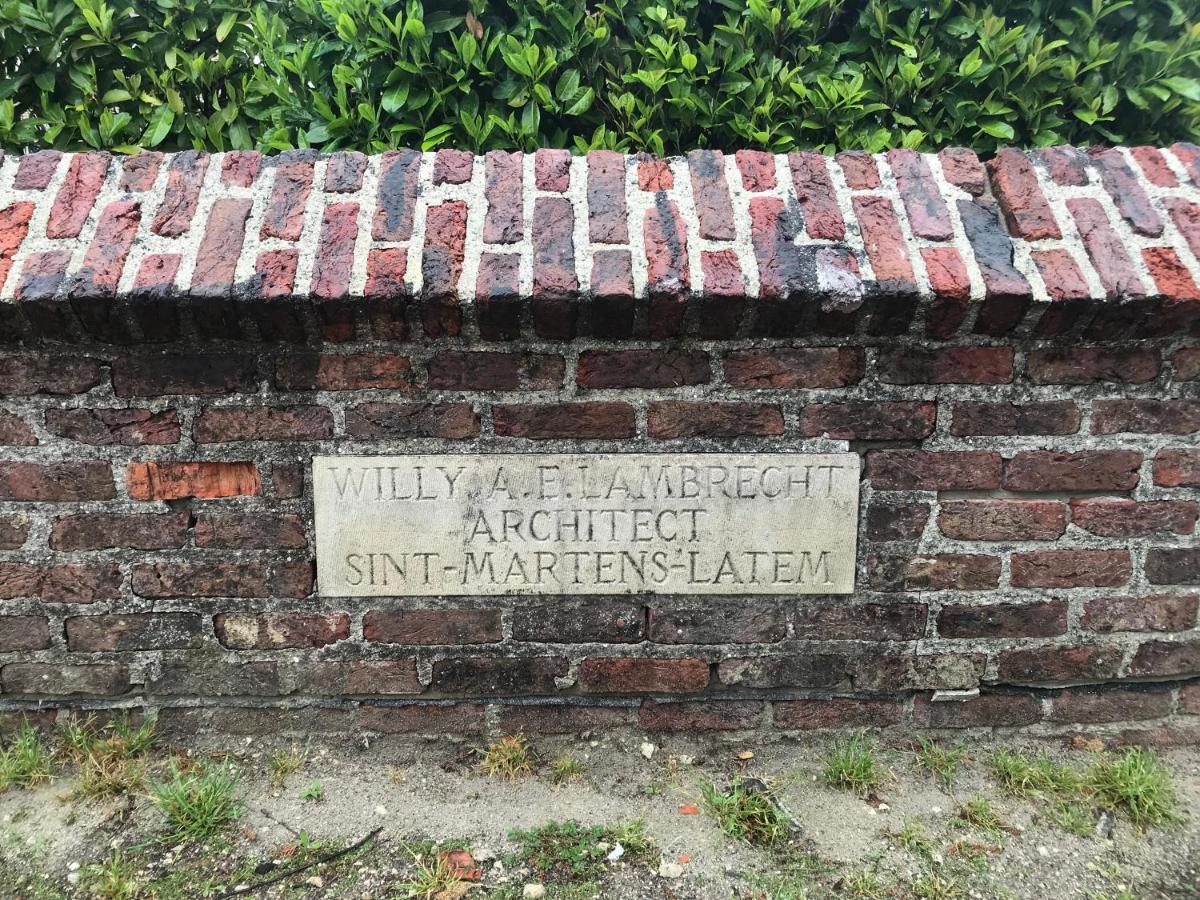 WILLY A.E. LAMBRECHT
ARCHITECT
SINT-MARTENS-LATEM